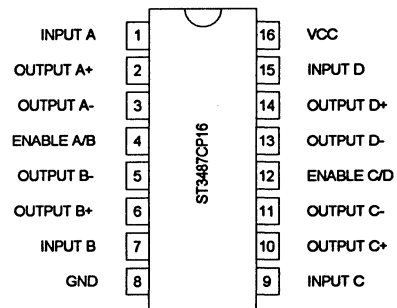 INPUT A 1 16 VCC
OUTPUT A+ 2 15 INPUT D
OUTPUT A- 3 14 OUTPUT D+
ENABLE A/B 4 13 OUTPUT D-
OUTPUT B- 5 12 ENABLE C/D
OUTPUT B+ 6 11 OUTPUT C-
INPUT B 7 10 OUTPUT C+
GND 8 9 INPUT C
ST3487CP16